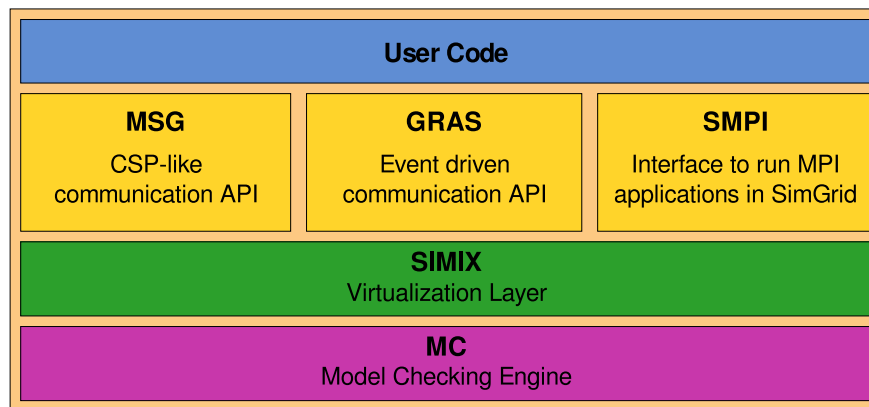 User Code
MSG
CSP-like
communication API
GRAS
Event driven
communication API
SMPI
Interface to run MPI
applications in SimGrid
SIMIX
Virtualization Layer
MC
Model Checking Engine